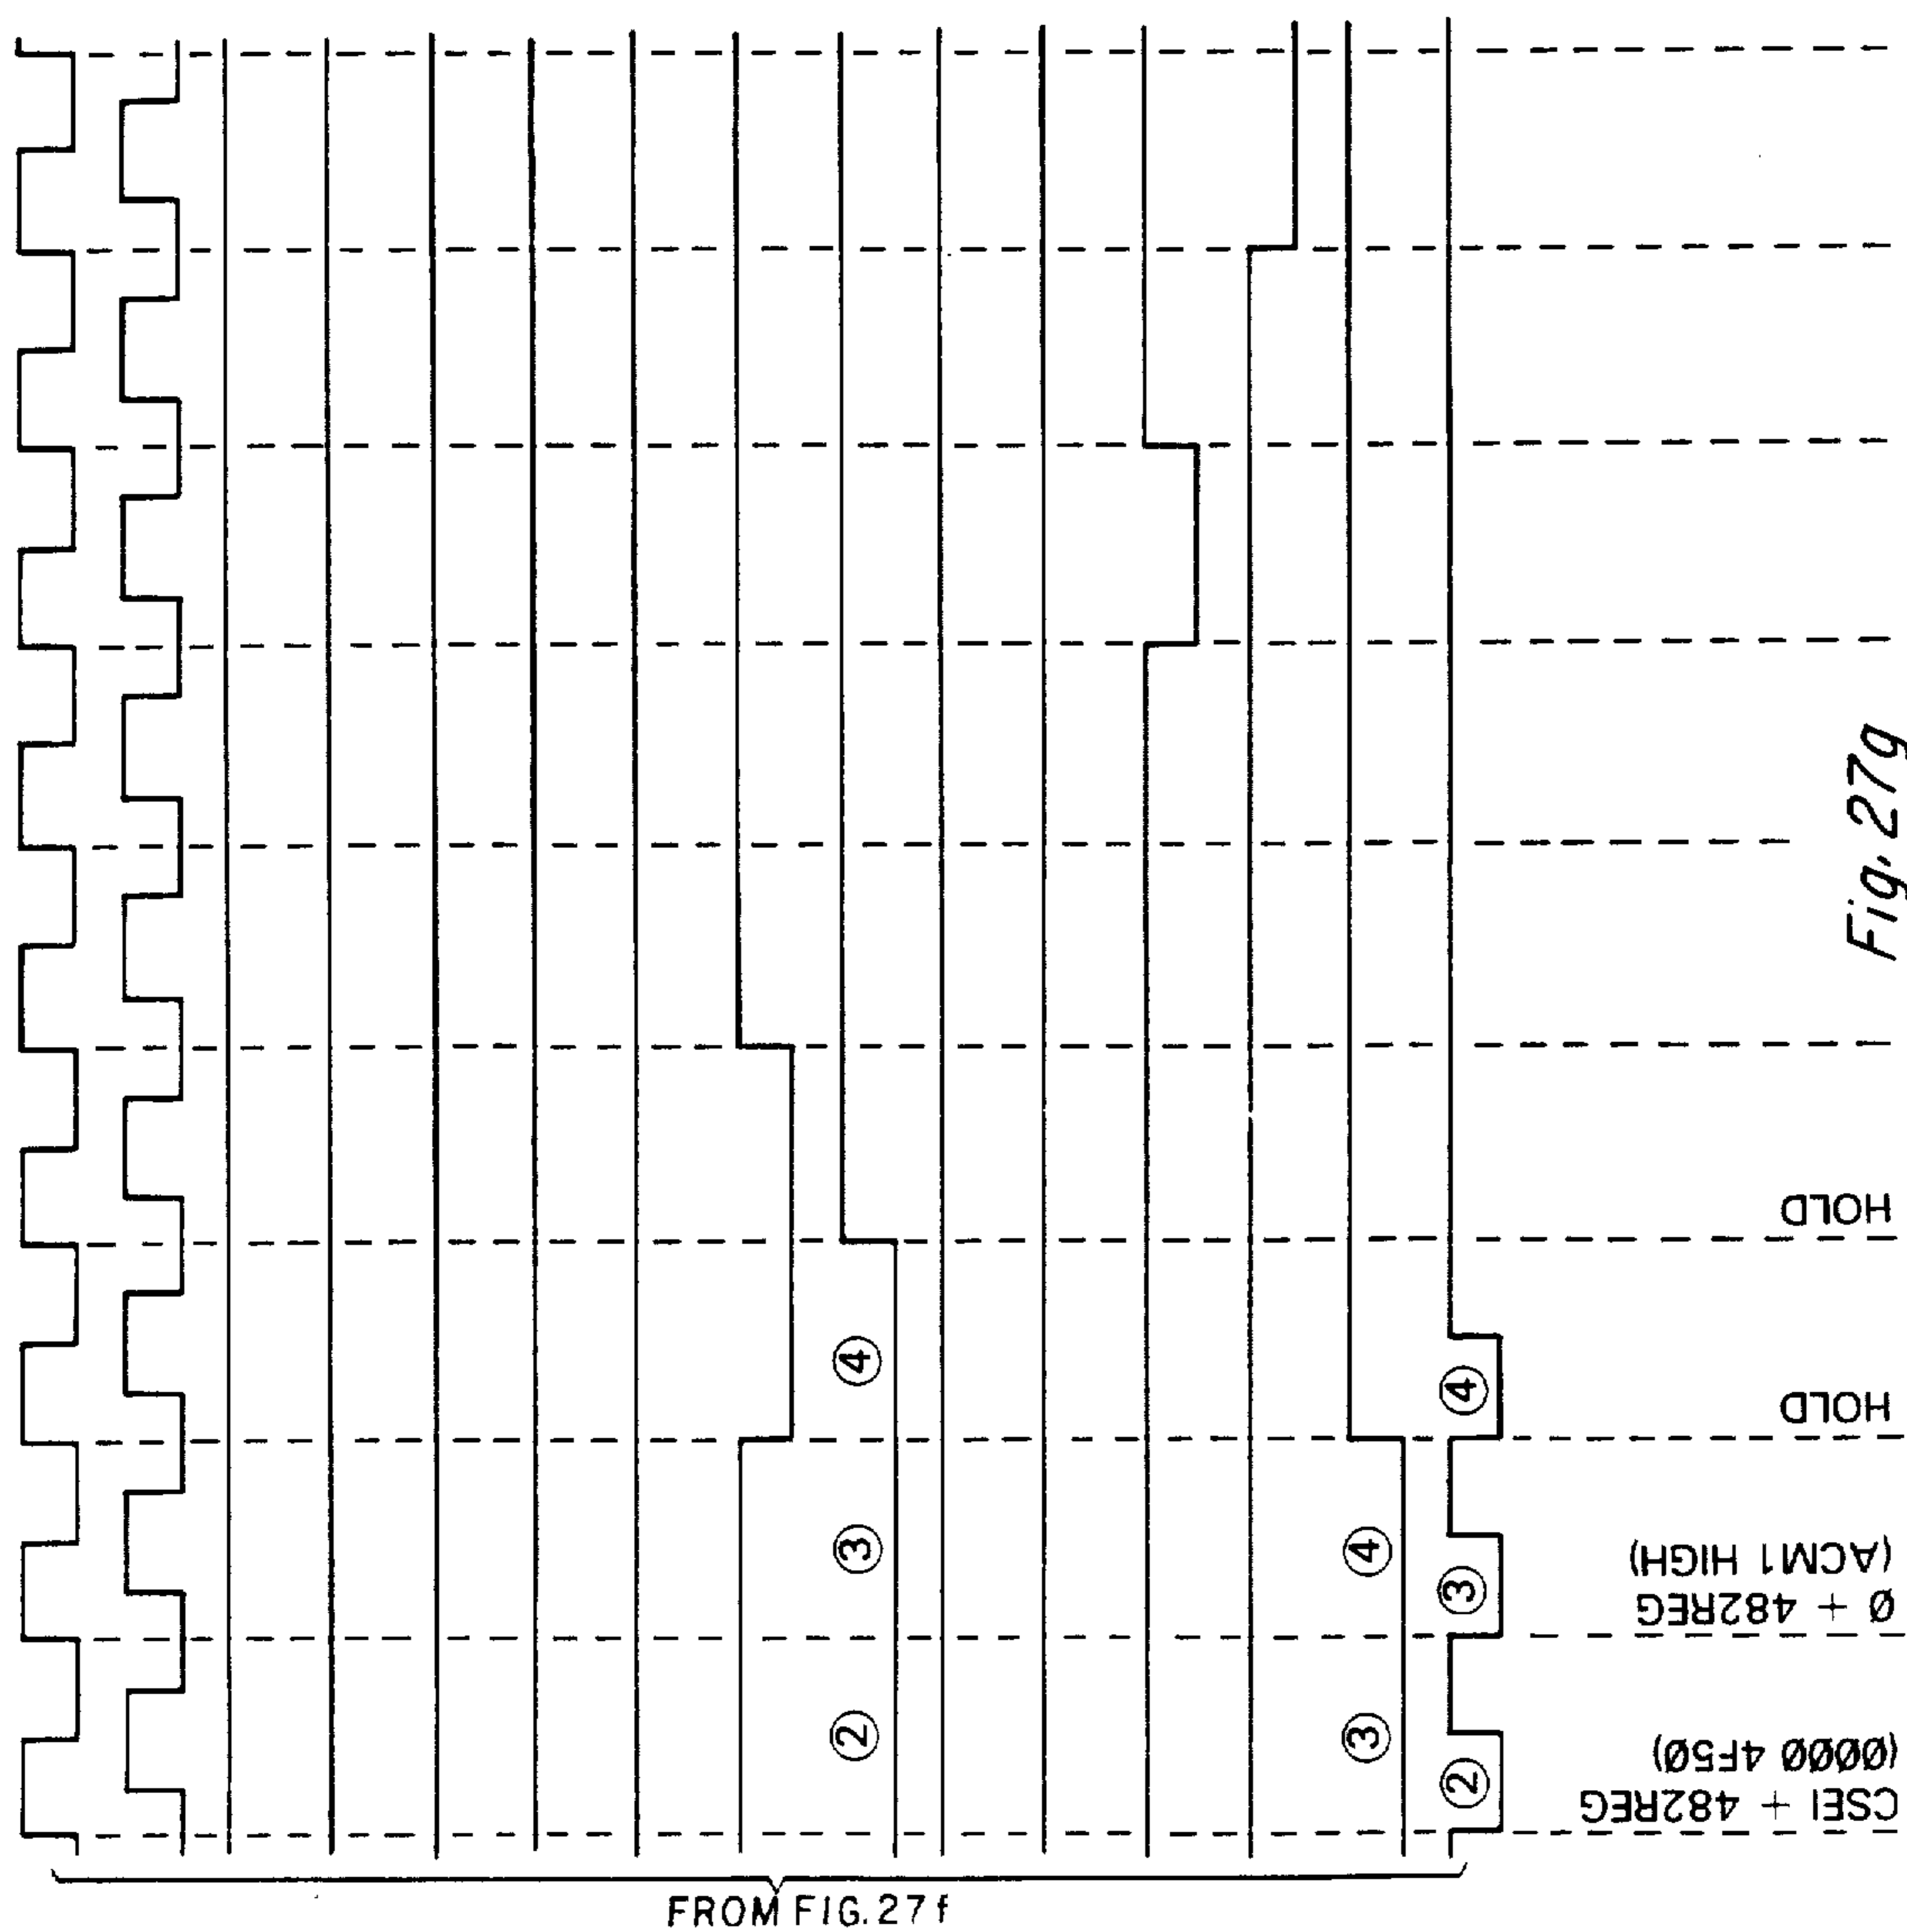 FROM FIG. 27f
② ③ ④
③ ④
② ③ ④
CSEI + 482REG
(ØØØØ 4F5Ø)
Ø + 482REG
(ACM1 HIGH)
HOLD
HOLD
Fig. 27g